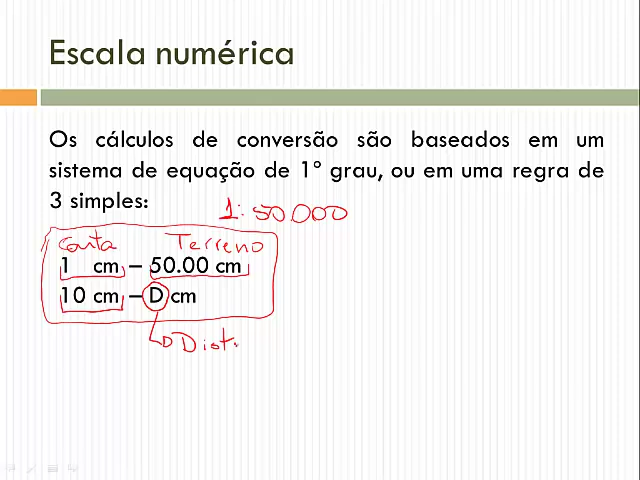 Escala numérica
Os cálculos de conversão são baseados em um
sistema de equação de 1º grau, ou em uma regra de
3 simples:
1:50.000
Carta Terreno
1 cm – 50.00 cm
10 cm – D cm
Dist.